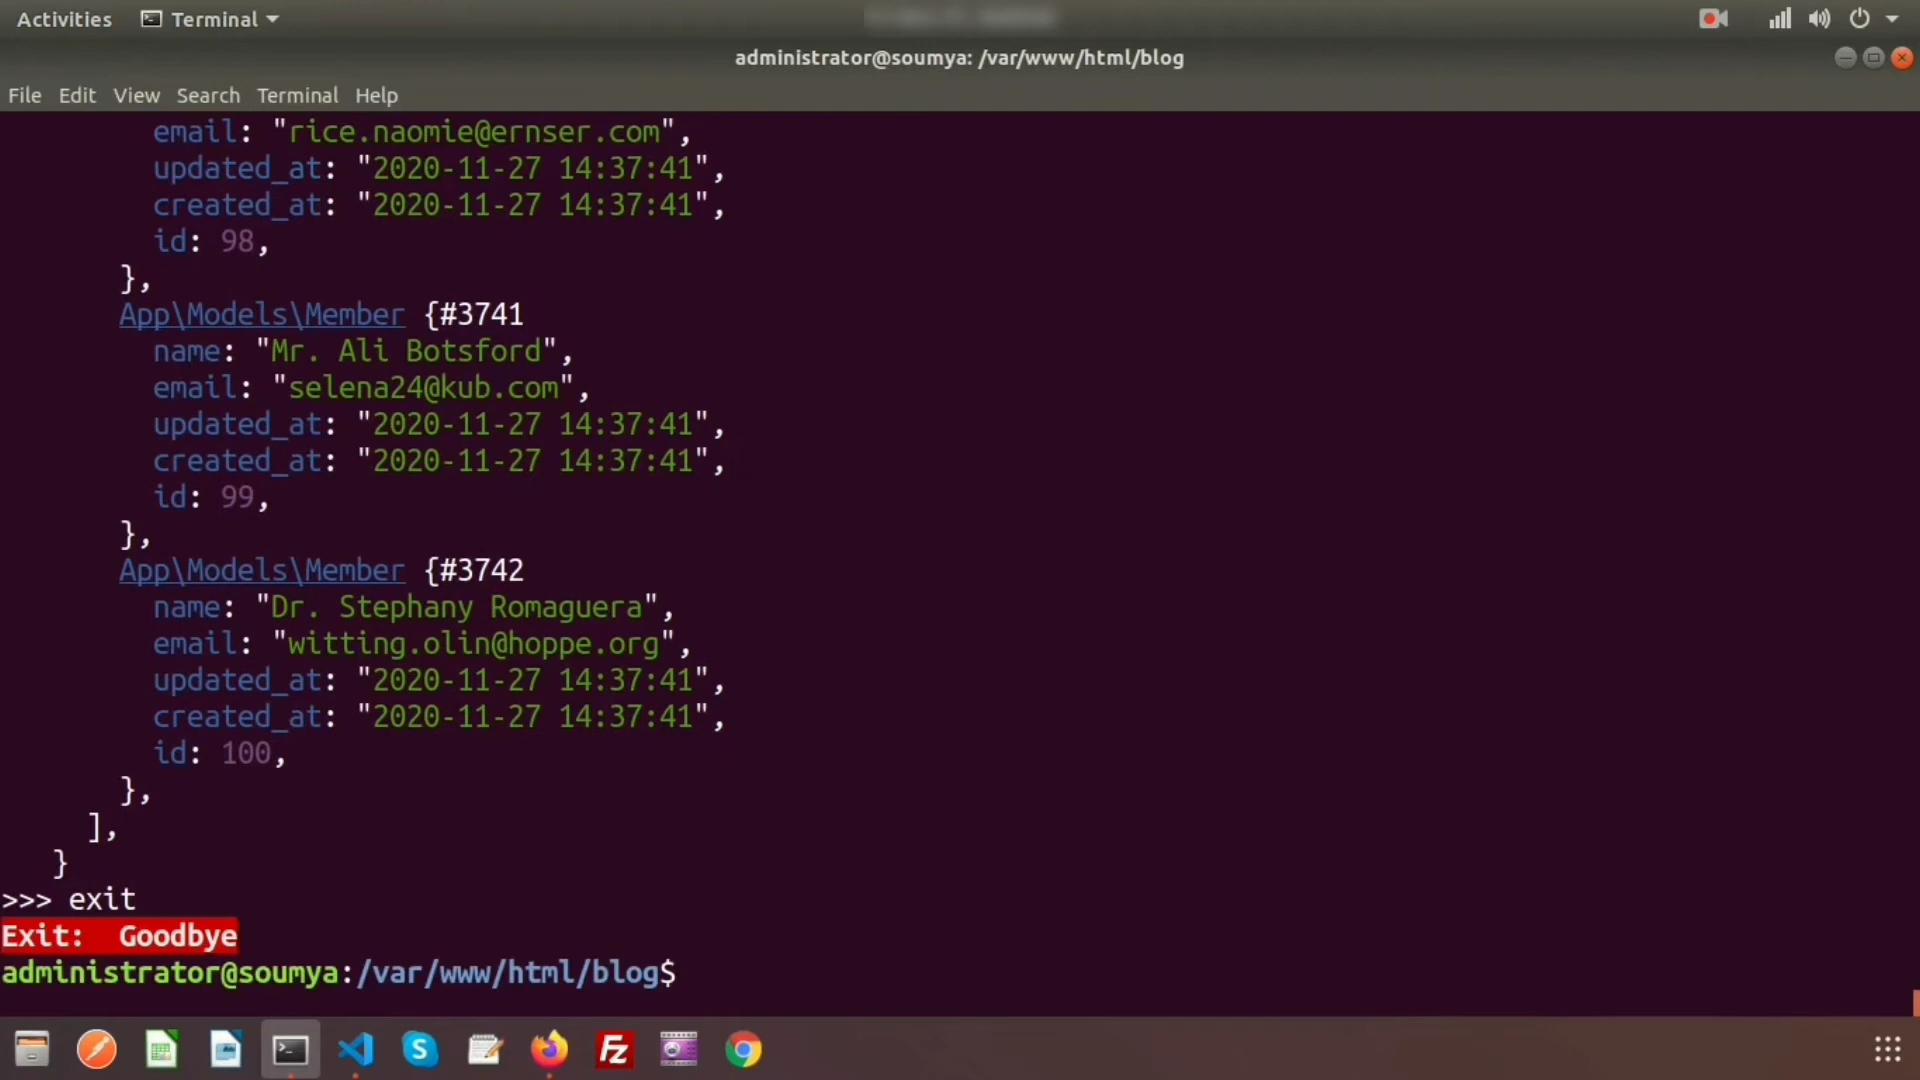 Activities Terminal
administrator@soumya: /var/www/html/blog
File Edit View Search Terminal Help
email: "rice.naomie@ernser.com",
updated_at: "2020-11-27 14:37:41",
created_at: "2020-11-27 14:37:41",
id: 98,
},
App\Models\Member {#3741
name: "Mr. Ali Botsford",
email: "selena24@kub.com",
updated_at: "2020-11-27 14:37:41",
created_at: "2020-11-27 14:37:41",
id: 99,
},
App\Models\Member {#3742
name: "Dr. Stephany Romaguera",
email: "witting.olin@hoppe.org",
updated_at: "2020-11-27 14:37:41",
created_at: "2020-11-27 14:37:41",
id: 100,
},
],
}
>>> exit
Exit:  Goodbye
administrator@soumya:/var/www/html/blog$